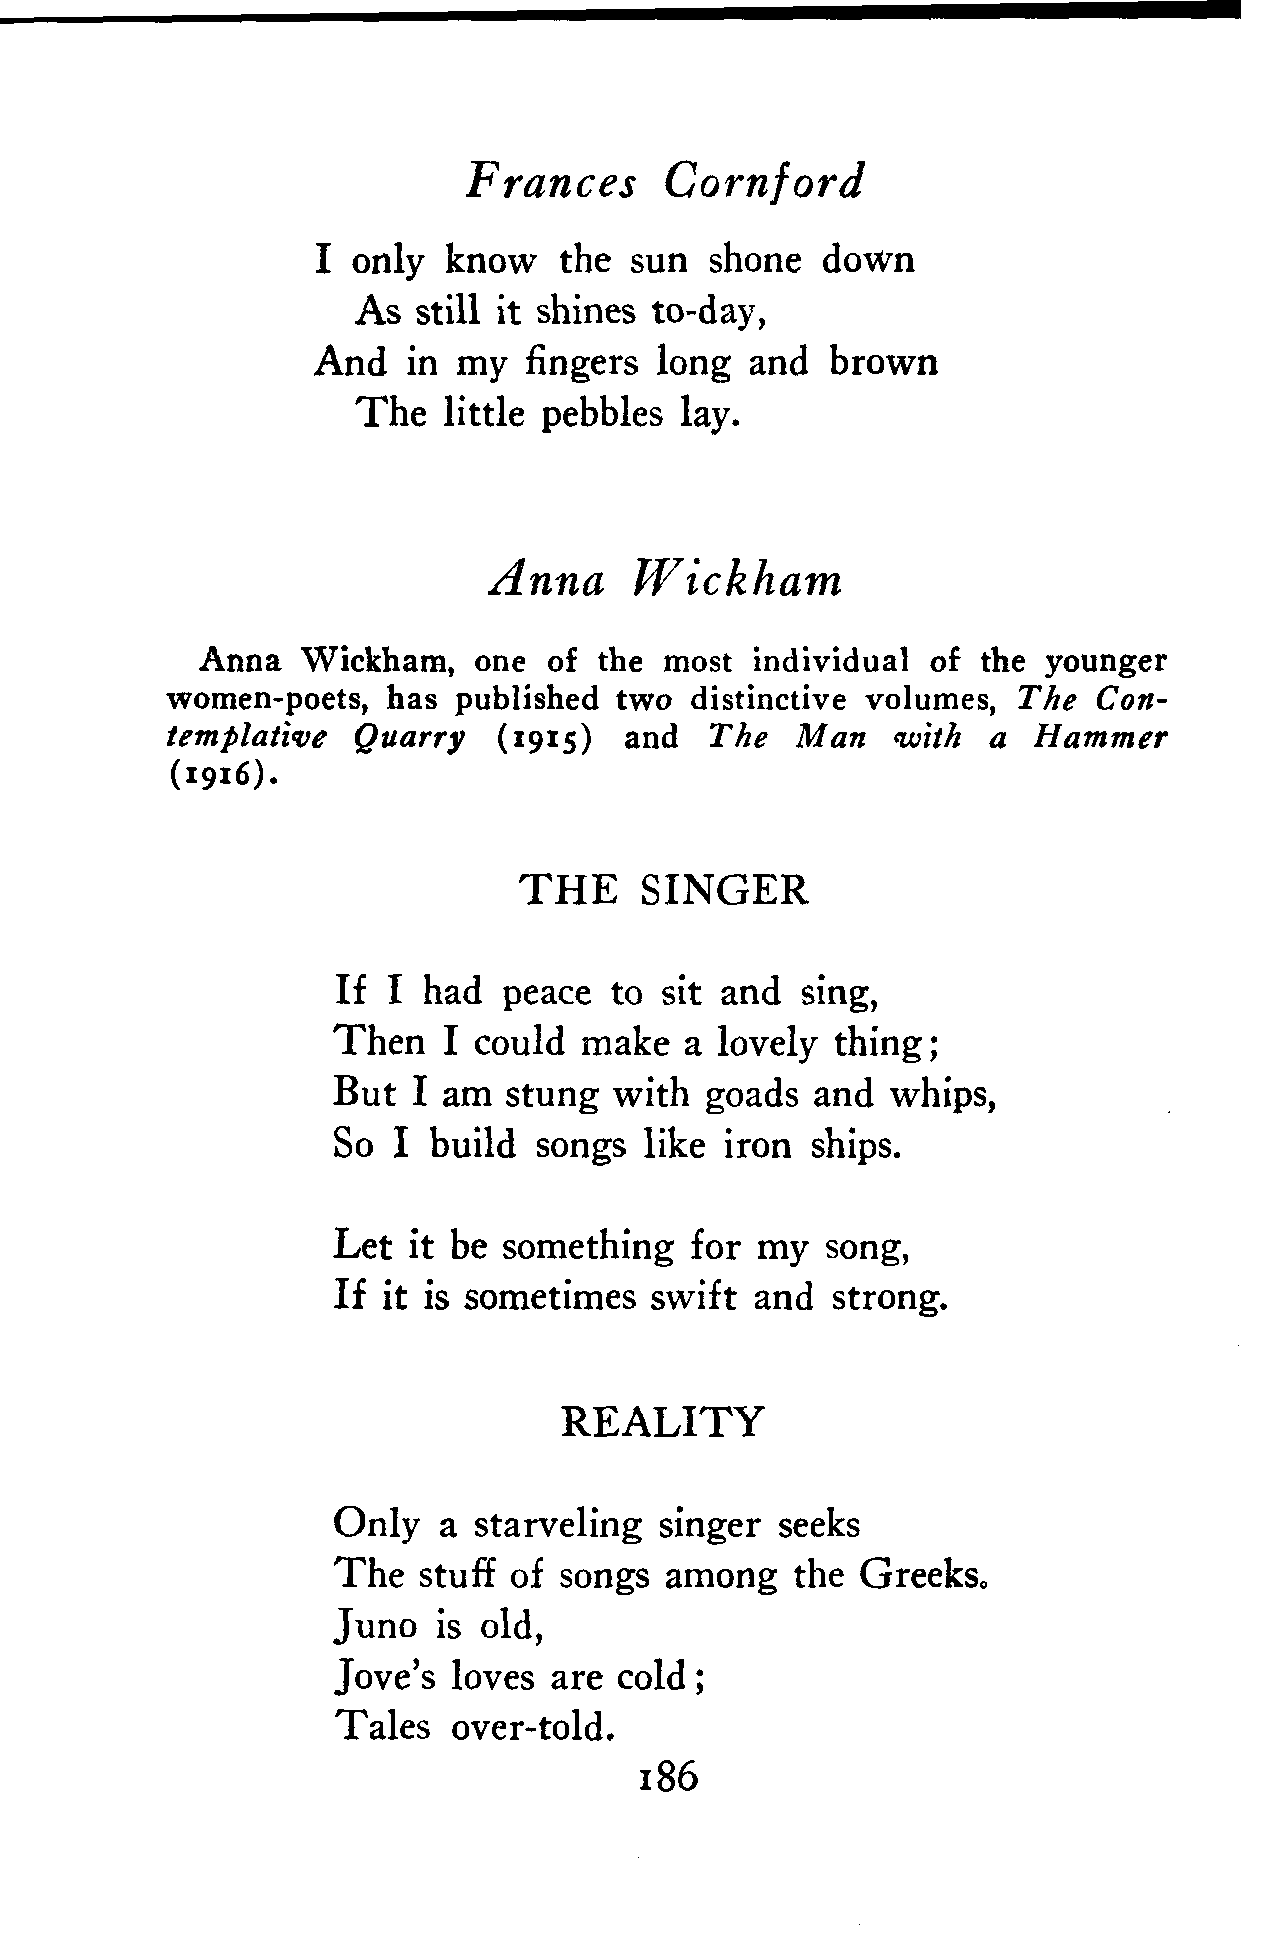 Frances Cornford
I only know the sun shone down
As still it shines to-day,
And in my fingers long and brown
The little pebbles lay.
Anna Wickham
Anna Wickham, one of the most individual of the younger
women-poets, has published two distinctive volumes, The Con-
templative Quarry (1915) and The Man with a Hammer
(1916).
THE SINGER
If I had peace to sit and sing,
Then I could make a lovely thing;
But I am stung with goads and whips,
So I build songs like iron ships.
Let it be something for my song,
If it is sometimes swift and strong.
REALITY
Only a starveling singer seeks
The stuff of songs among the Greeks.
Juno is old,
Jove's loves are cold;
Tales over-told.
186